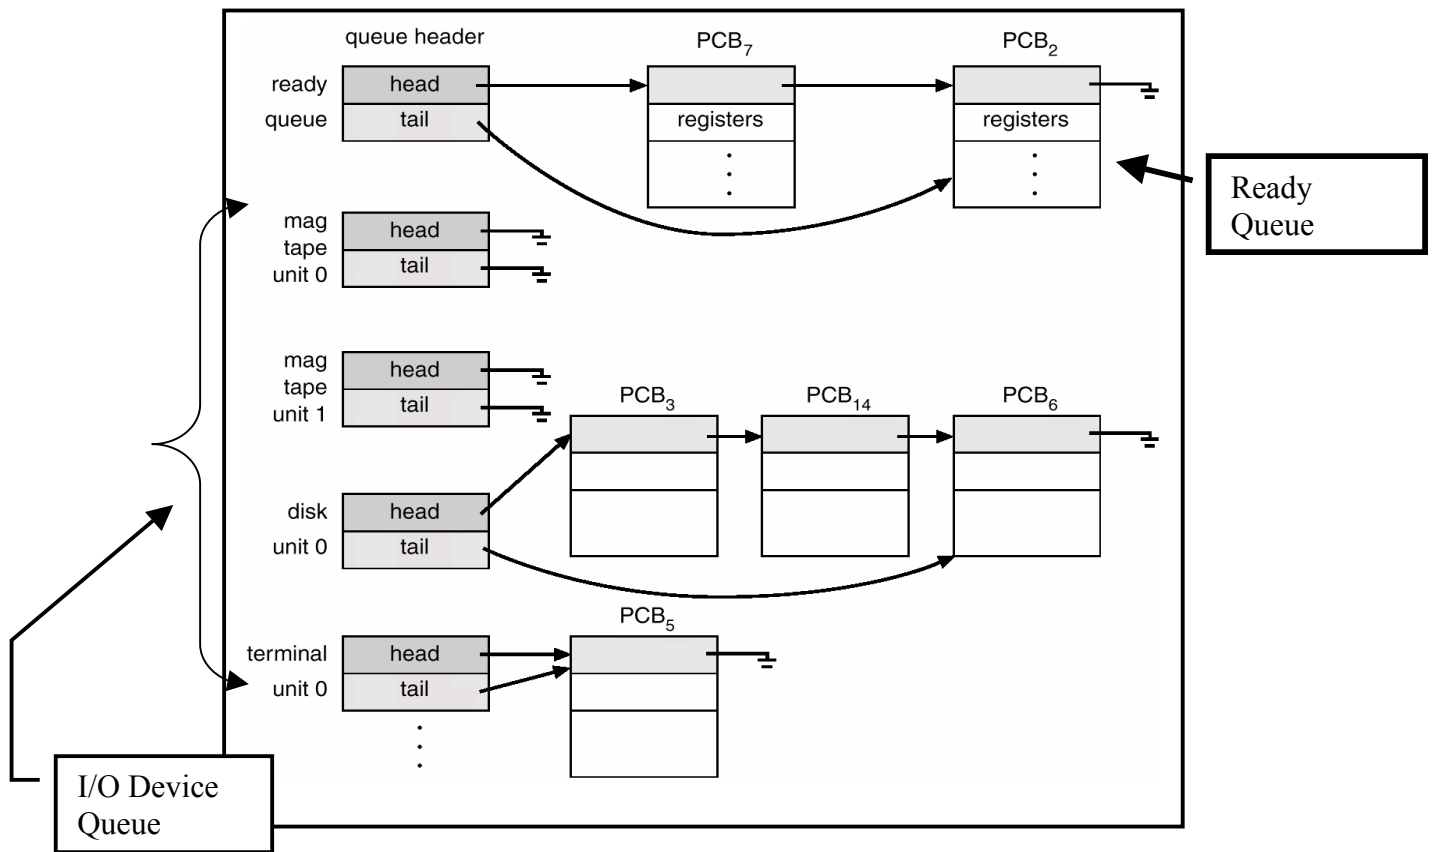 queue header
PCB7
PCB2
ready
head
queue
tail
registers
registers
Ready
Queue
mag
tape
unit 0
head
tail
mag
tape
unit 1
head
tail
PCB3
PCB14
PCB6
disk
head
unit 0
tail
PCB5
terminal
head
unit 0
tail
I/O Device
Queue